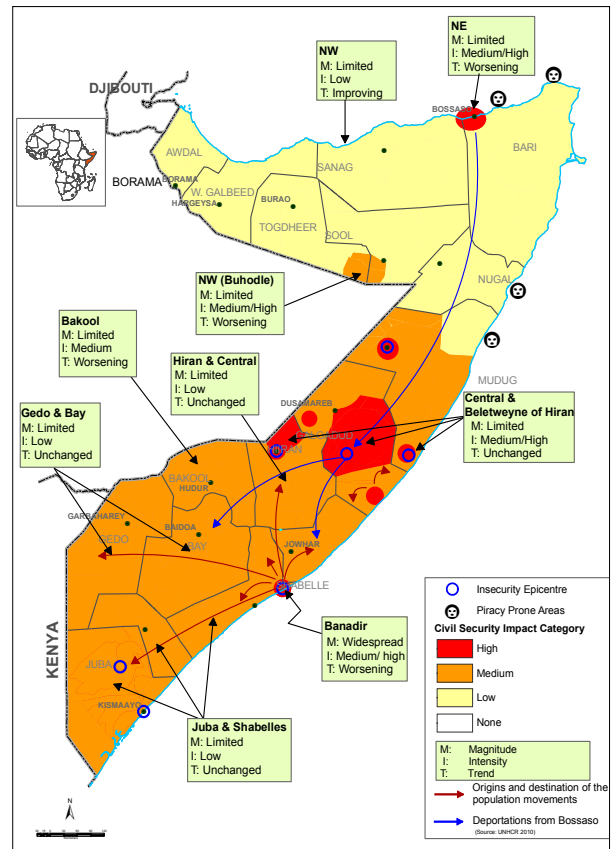 NE
M: Limited
I: Medium/High
T: Worsening
NW
M: Limited
I: Low
T: Improving
DJIBOUTI
BOSSASO
BARI
AWDAL
SANAG
BORAMA
BORAMA
W. GALBEED
HARGEYSA
BURAO
TOGDHEER
SOOL
NUGAL
NW (Buhodle)
M: Limited
I: Medium/High
T: Worsening
Bakool
M: Limited
I: Medium
T: Worsening
Hiran & Central
M: Limited
I: Low
T: Unchanged
MUDUG
DUSAMAREB
Central &
Beletweyne of Hiran
M: Limited
I: Medium/High
T: Unchanged
Gedo & Bay
M: Limited
I: Low
T: Unchanged
HIRAN
BAKOOL
HUDUR
GARBAHAREY
GEDO
BAIDOA
BAY
JOWHAR
SHABELLE
Banadir
M: Widespread
I: Medium/ high
T: Worsening
KENYA
JUBA
KISMAAYO
Juba & Shabelles
M: Limited
I: Low
T: Unchanged
N
Insecurity Epicentre
Piracy Prone Areas
Civil Security Impact Category
High
Medium
Low
None
M: Magnitude
I: Intensity
T: Trend
Origins and destination of the
population movements
Deportations from Bossaso
(Source: UNHCR 2010)